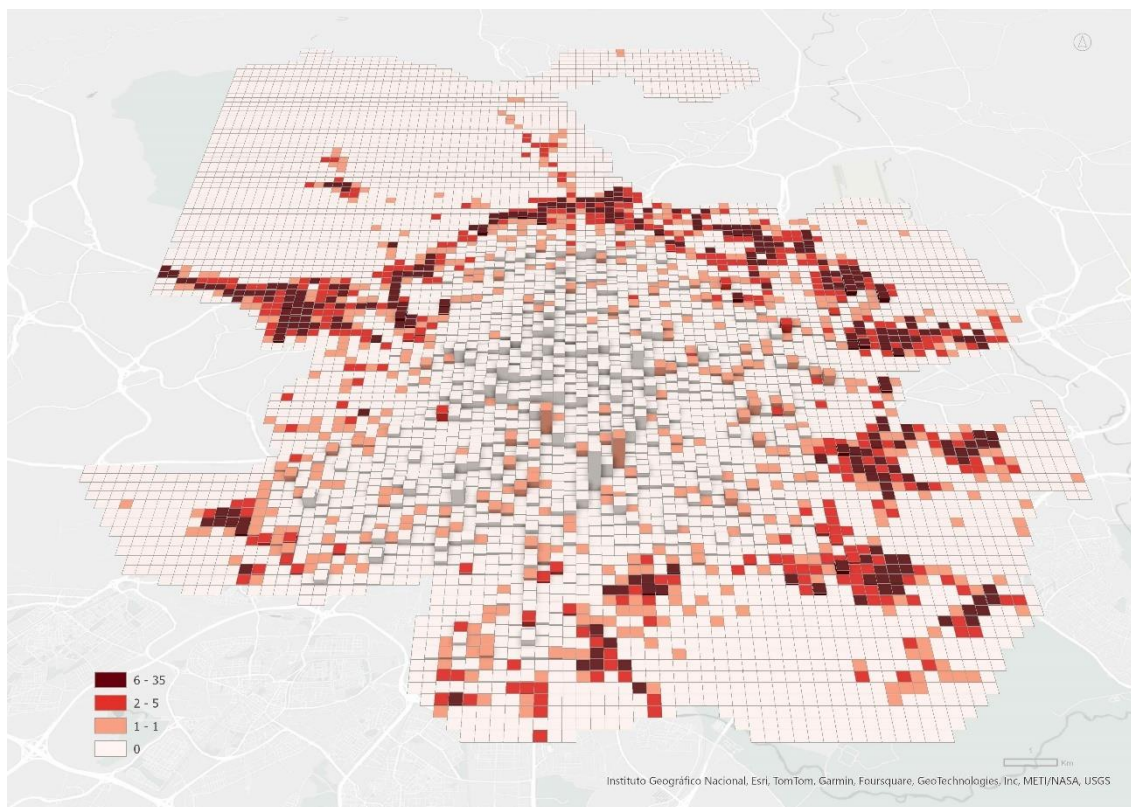 6 - 35
2 - 5
1 - 1
0
1
Km
Instituto Geográfico Nacional, Esri, TomTom, Garmin, Foursquare, GeoTechnologies, Inc, METI/NASA, USGS